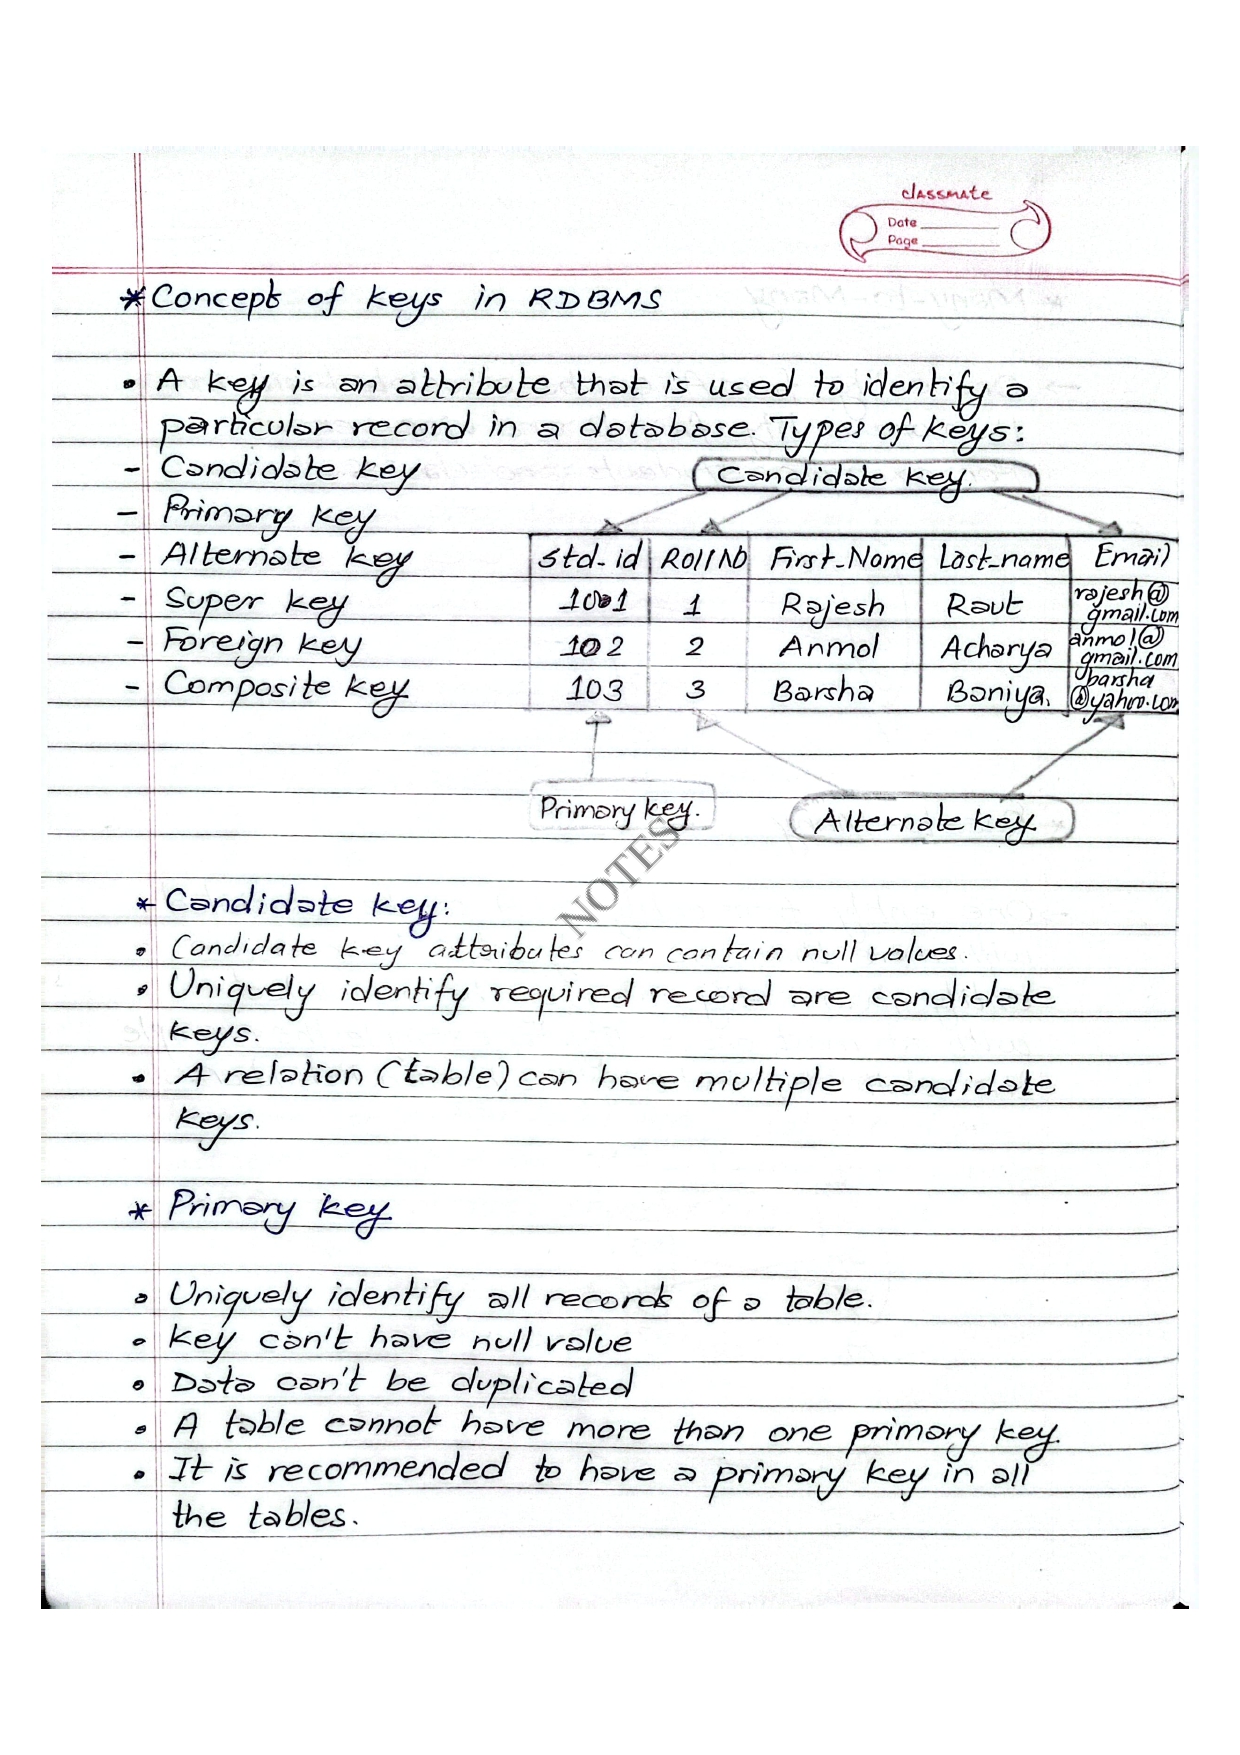 classmate
Date
Page
* Concept of keys in RDBMS
• A key is an attribute that is used to identify a
particular record in a database. Types of keys:
- Candidate key
- Primary key
- Alternate key
- Super key
- Foreign key
- Composite key
Candidate key.
Std_id RollNo First_Name Last_name Email
1001 1 Rajesh Raut rajesh@
gmail.com
102 2 Anmol Acharya anmol@
gmail.com
103 3 Barsha Baniya. barsha
@yahoo.com
Primary key.
Alternate key
NOTES
* Candidate key:
• Candidate key attributes can contain null values.
• Uniquely identify required record are candidate
keys.
• A relation (table) can have multiple candidate
keys.
* Primary key
• Uniquely identify all records of a table.
• Key can't have null value
• Data can't be duplicated
• A table cannot have more than one primary key.
• It is recommended to have a primary key in all
the tables.